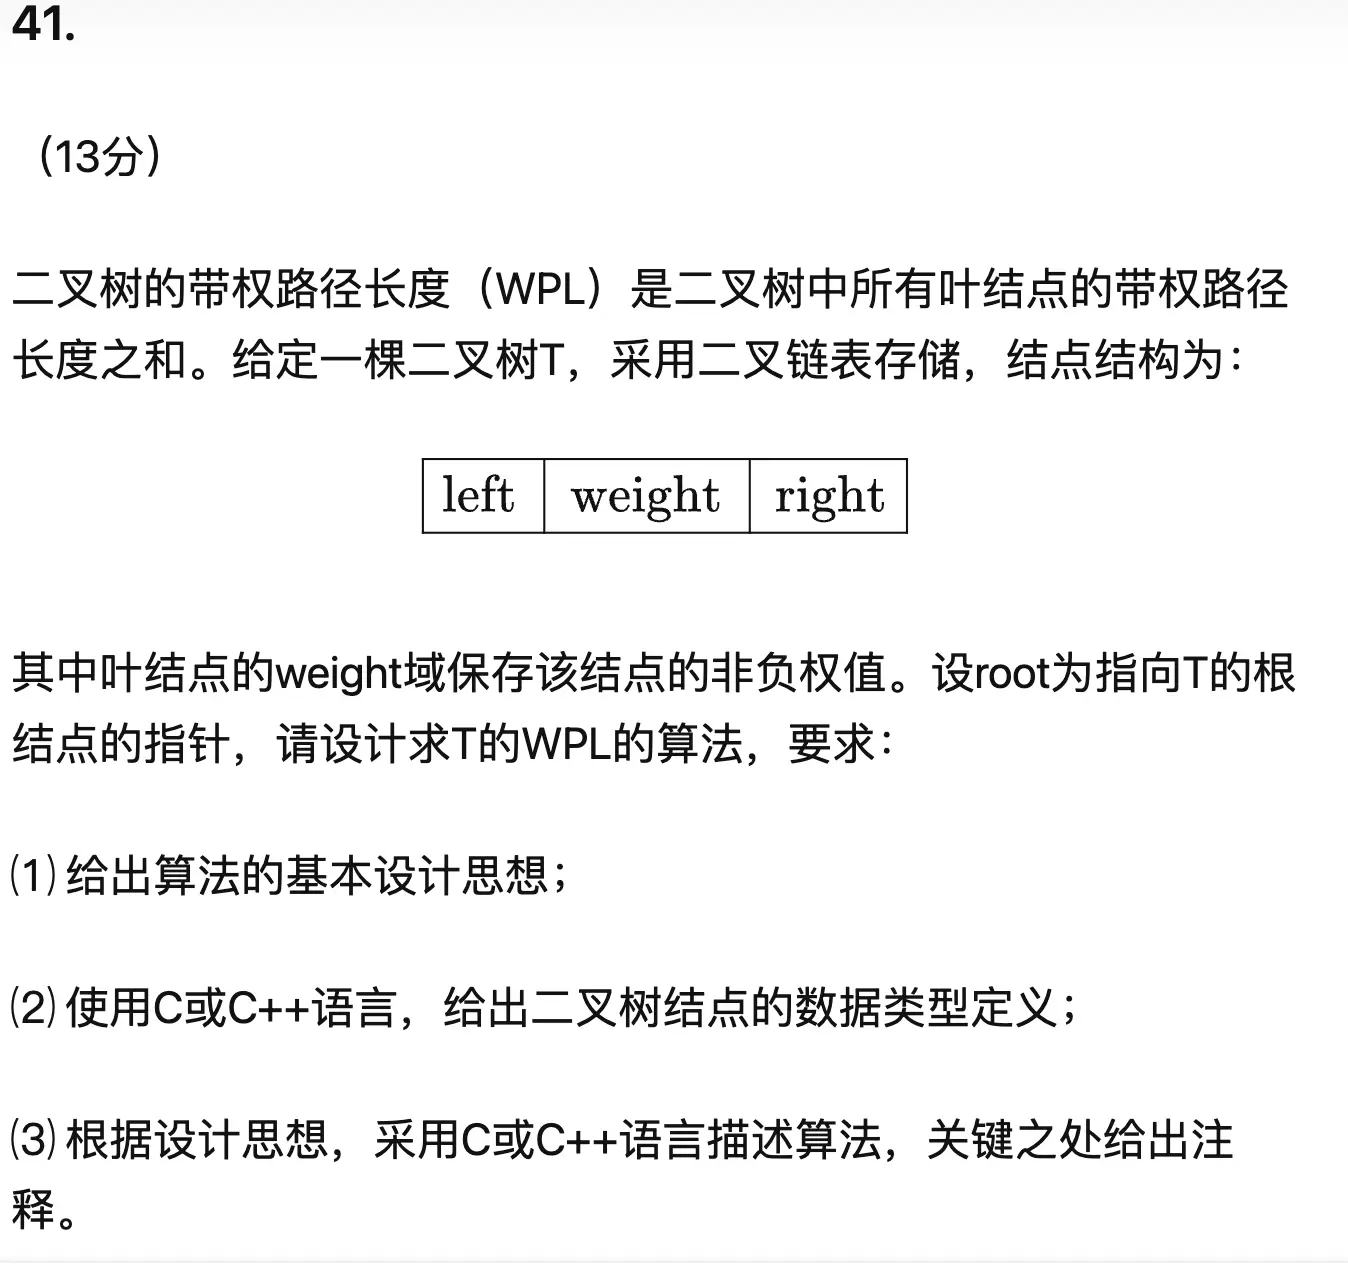 41.
（13分）
二叉树的带权路径长度（WPL）是二叉树中所有叶结点的带权路径
长度之和。给定一棵二叉树T，采用二叉链表存储，结点结构为：
left weight right
其中叶结点的weight域保存该结点的非负权值。设root为指向T的根
结点的指针，请设计求T的WPL的算法，要求：
(1) 给出算法的基本设计思想；
(2) 使用C或C++语言，给出二叉树结点的数据类型定义；
(3) 根据设计思想，采用C或C++语言描述算法，关键之处给出注
释。